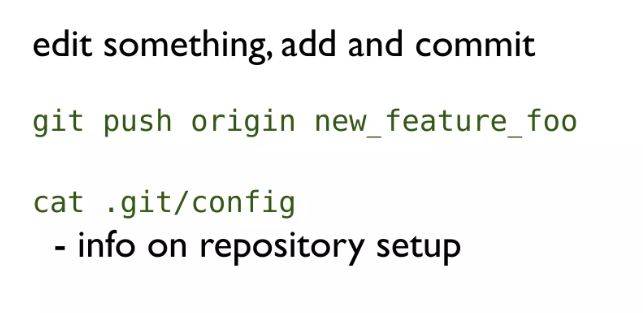 edit something, add and commit
git push origin new_feature_foo
cat .git/config
- info on repository setup